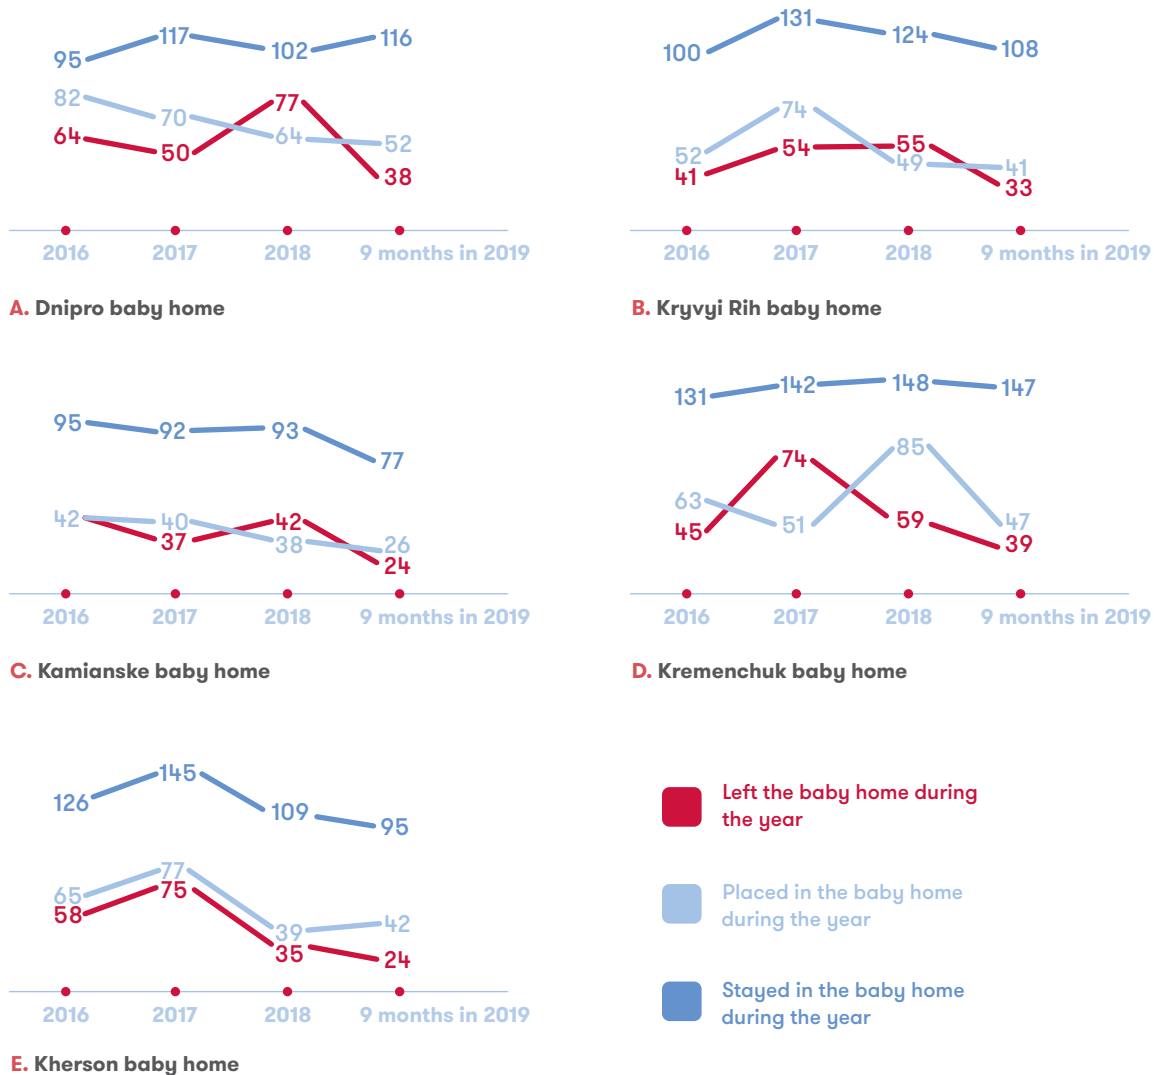 95 117 102 116
82 70 64 52
64 50 77 38
2016 2017 2018 9 months in 2019
A. Dnipro baby home
100 131 124 108
52 74 49 41
41 54 55 33
2016 2017 2018 9 months in 2019
B. Kryvyi Rih baby home
95 92 93 77
42 40 38 26
37 42 24
2016 2017 2018 9 months in 2019
C. Kamianske baby home
131 142 148 147
63 51 85 47
45 74 59 39
2016 2017 2018 9 months in 2019
D. Kremenchuk baby home
126 145 109 95
65 77 39 42
58 75 35 24
2016 2017 2018 9 months in 2019
E. Kherson baby home
Left the baby home during
the year
Placed in the baby home
during the year
Stayed in the baby home
during the year